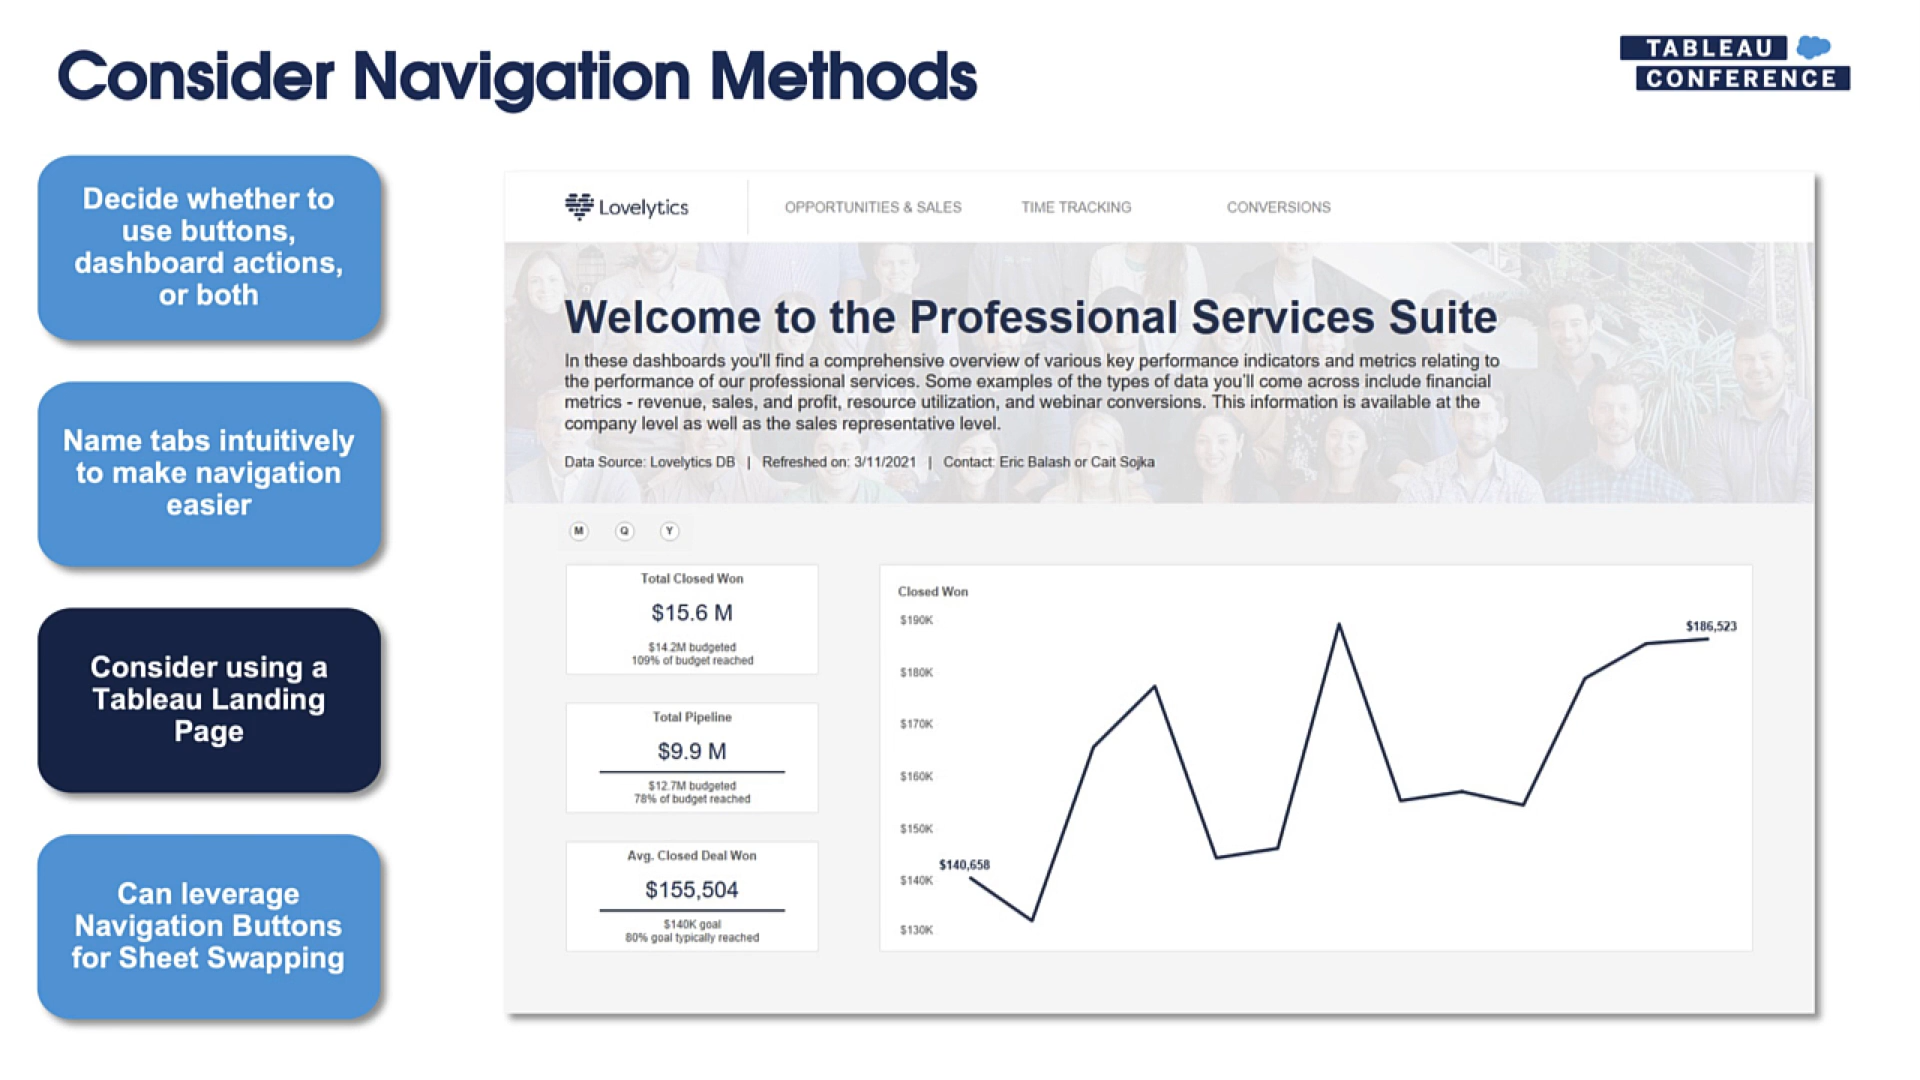 Consider Navigation Methods
TABLEAU
CONFERENCE
Decide whether to
use buttons,
dashboard actions,
or both
Name tabs intuitively
to make navigation
easier
Consider using a
Tableau Landing
Page
Can leverage
Navigation Buttons
for Sheet Swapping
Lovelytics
OPPORTUNITIES & SALES
TIME TRACKING
CONVERSIONS
Welcome to the Professional Services Suite
In these dashboards you'll find a comprehensive overview of various key performance indicators and metrics relating to
the performance of our professional services. Some examples of the types of data you'll come across include financial
metrics - revenue, sales, and profit, resource utilization, and webinar conversions. This information is available at the
company level as well as the sales representative level.
Data Source: Lovelytics DB | Refreshed on: 3/11/2021 | Contact: Eric Balash or Cait Sojka
M Q Y
Total Closed Won
$15.6 M
$14.2M budgeted
109% of budget reached
Total Pipeline
$9.9 M
$12.7M budgeted
78% of budget reached
Avg. Closed Deal Won
$155,504
$140K goal
80% goal typically reached
Closed Won
$190K
$186,523
$180K
$170K
$160K
$150K
$140,658
$140K
$130K